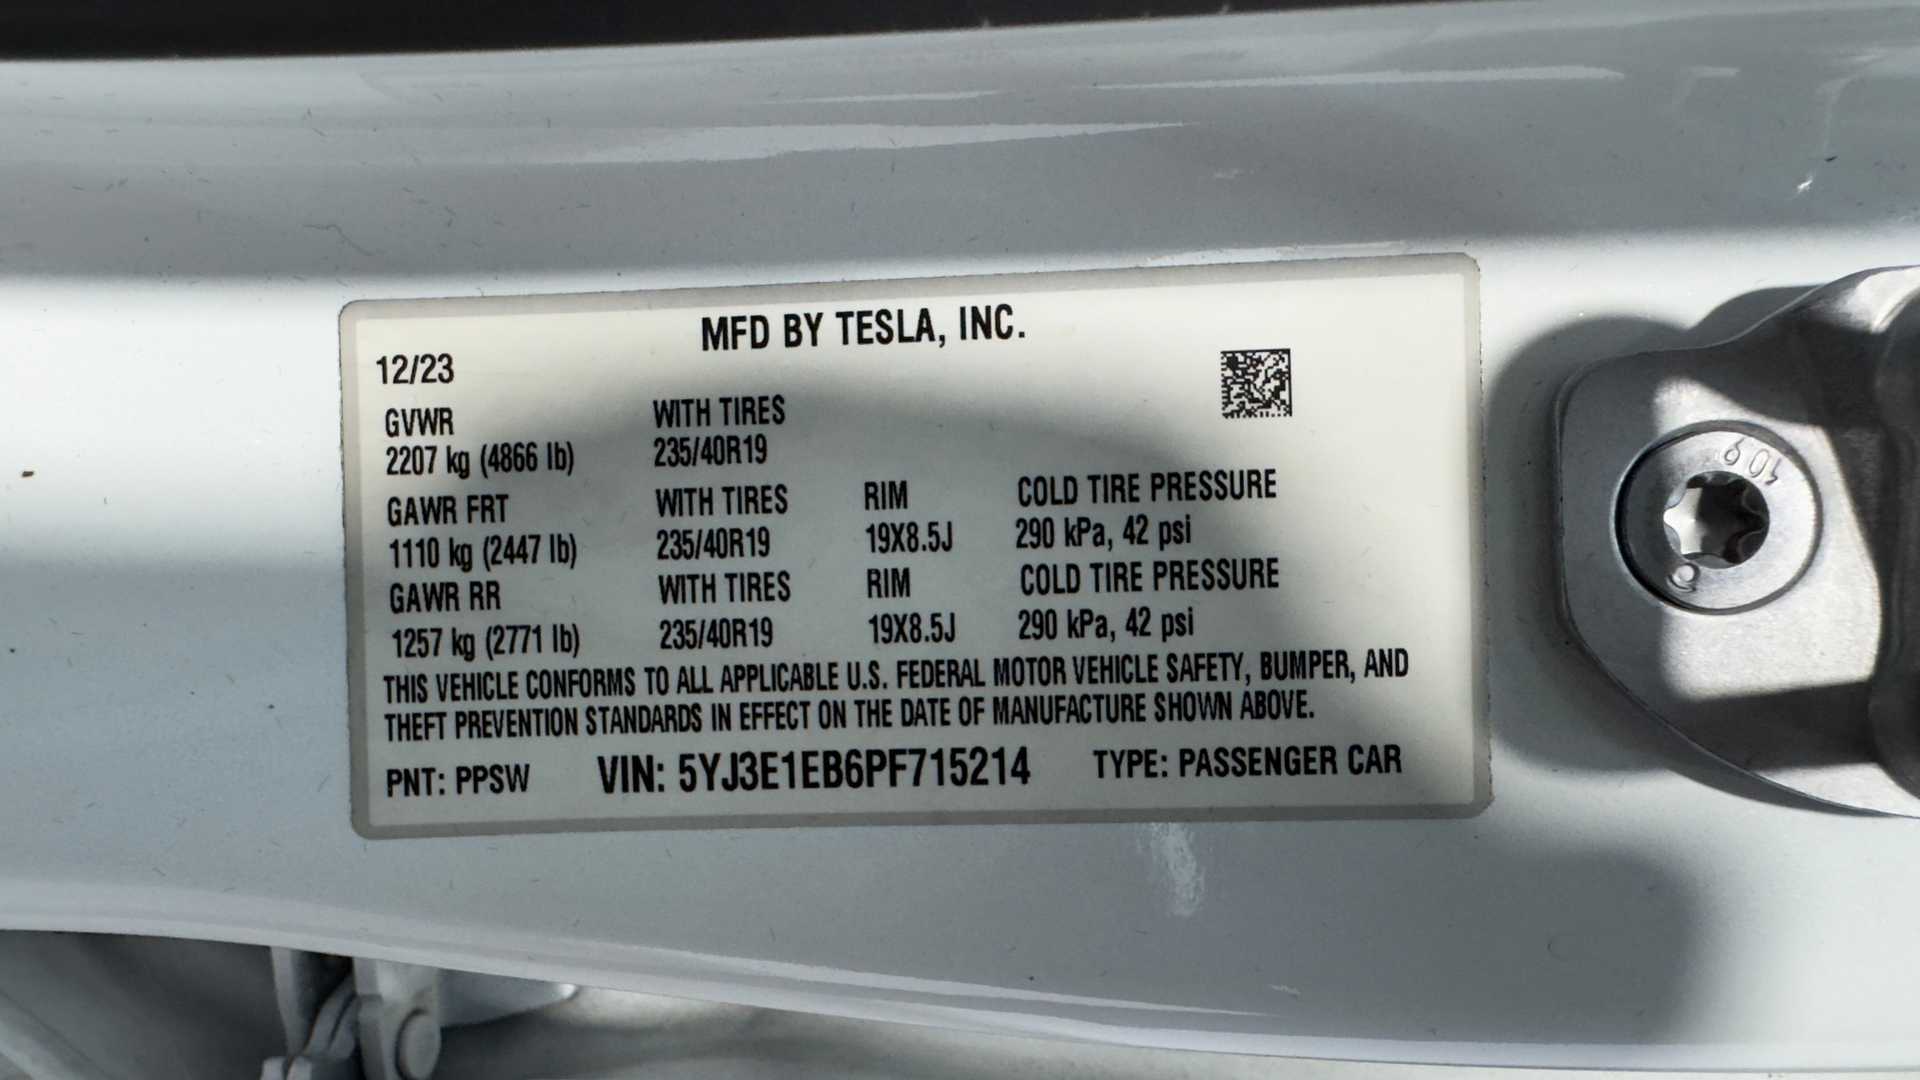 MFD BY TESLA, INC.
12/23
GVWR WITH TIRES
2207 kg (4866 lb) 235/40R19
GAWR FRT WITH TIRES RIM COLD TIRE PRESSURE
1110 kg (2447 lb) 235/40R19 19X8.5J 290 kPa, 42 psi
GAWR RR WITH TIRES RIM COLD TIRE PRESSURE
1257 kg (2771 lb) 235/40R19 19X8.5J 290 kPa, 42 psi
THIS VEHICLE CONFORMS TO ALL APPLICABLE U.S. FEDERAL MOTOR VEHICLE SAFETY, BUMPER, AND
THEFT PREVENTION STANDARDS IN EFFECT ON THE DATE OF MANUFACTURE SHOWN ABOVE.
PNT: PPSW VIN: 5YJ3E1EB6PF715214 TYPE: PASSENGER CAR
10.9